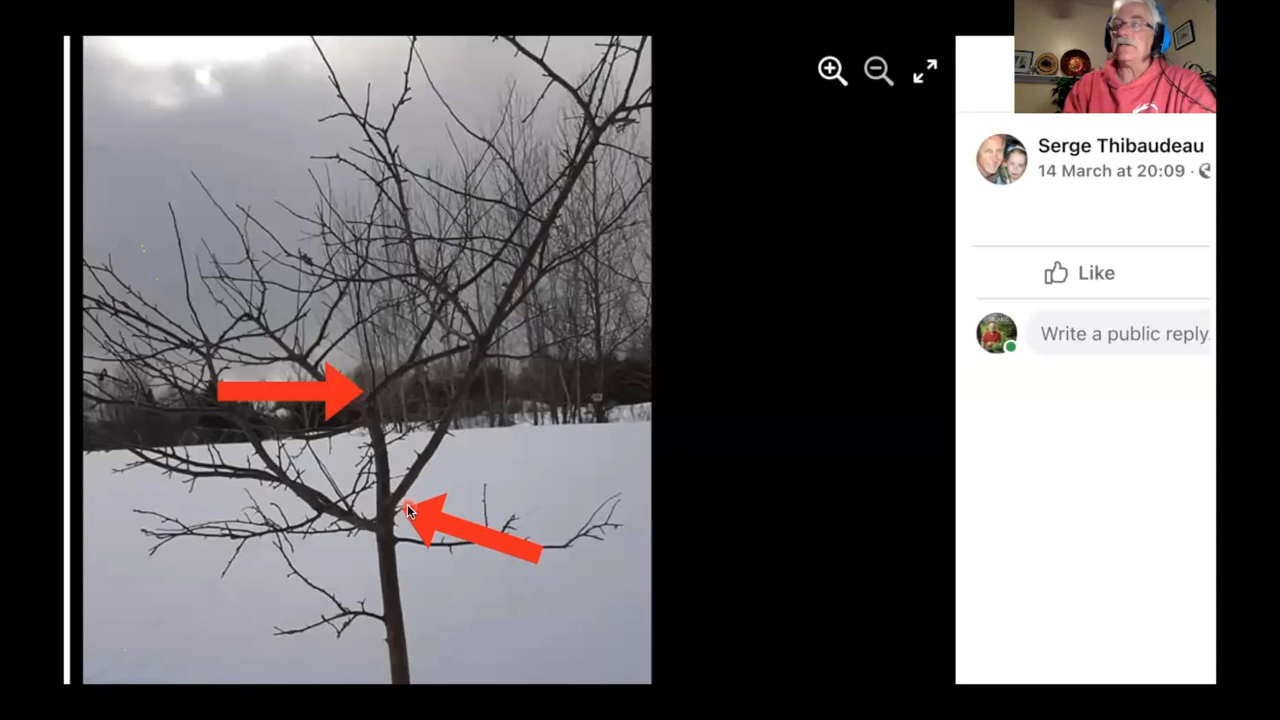 Serge Thibaudeau
14 March at 20:09 ·
Like
Write a public reply.